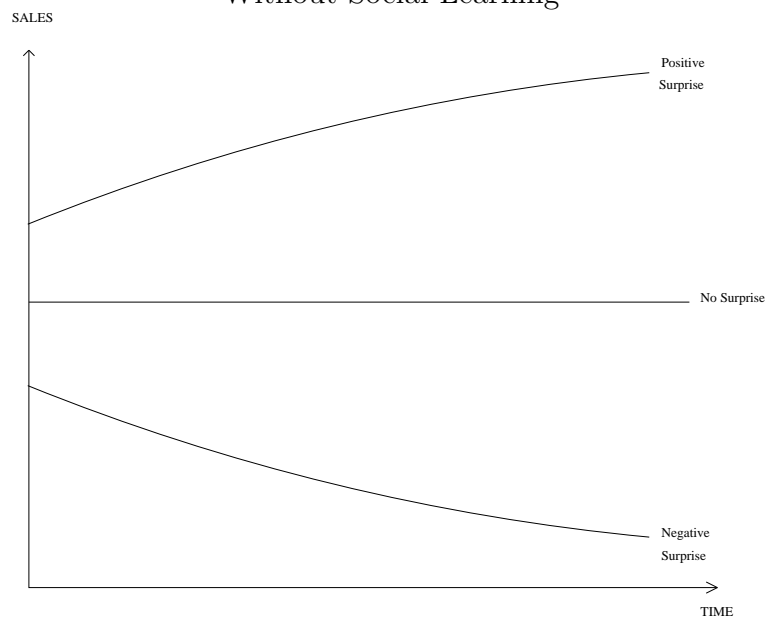 Without Social Learning
SALES
Positive
Surprise
No Surprise
Negative
Surprise
TIME